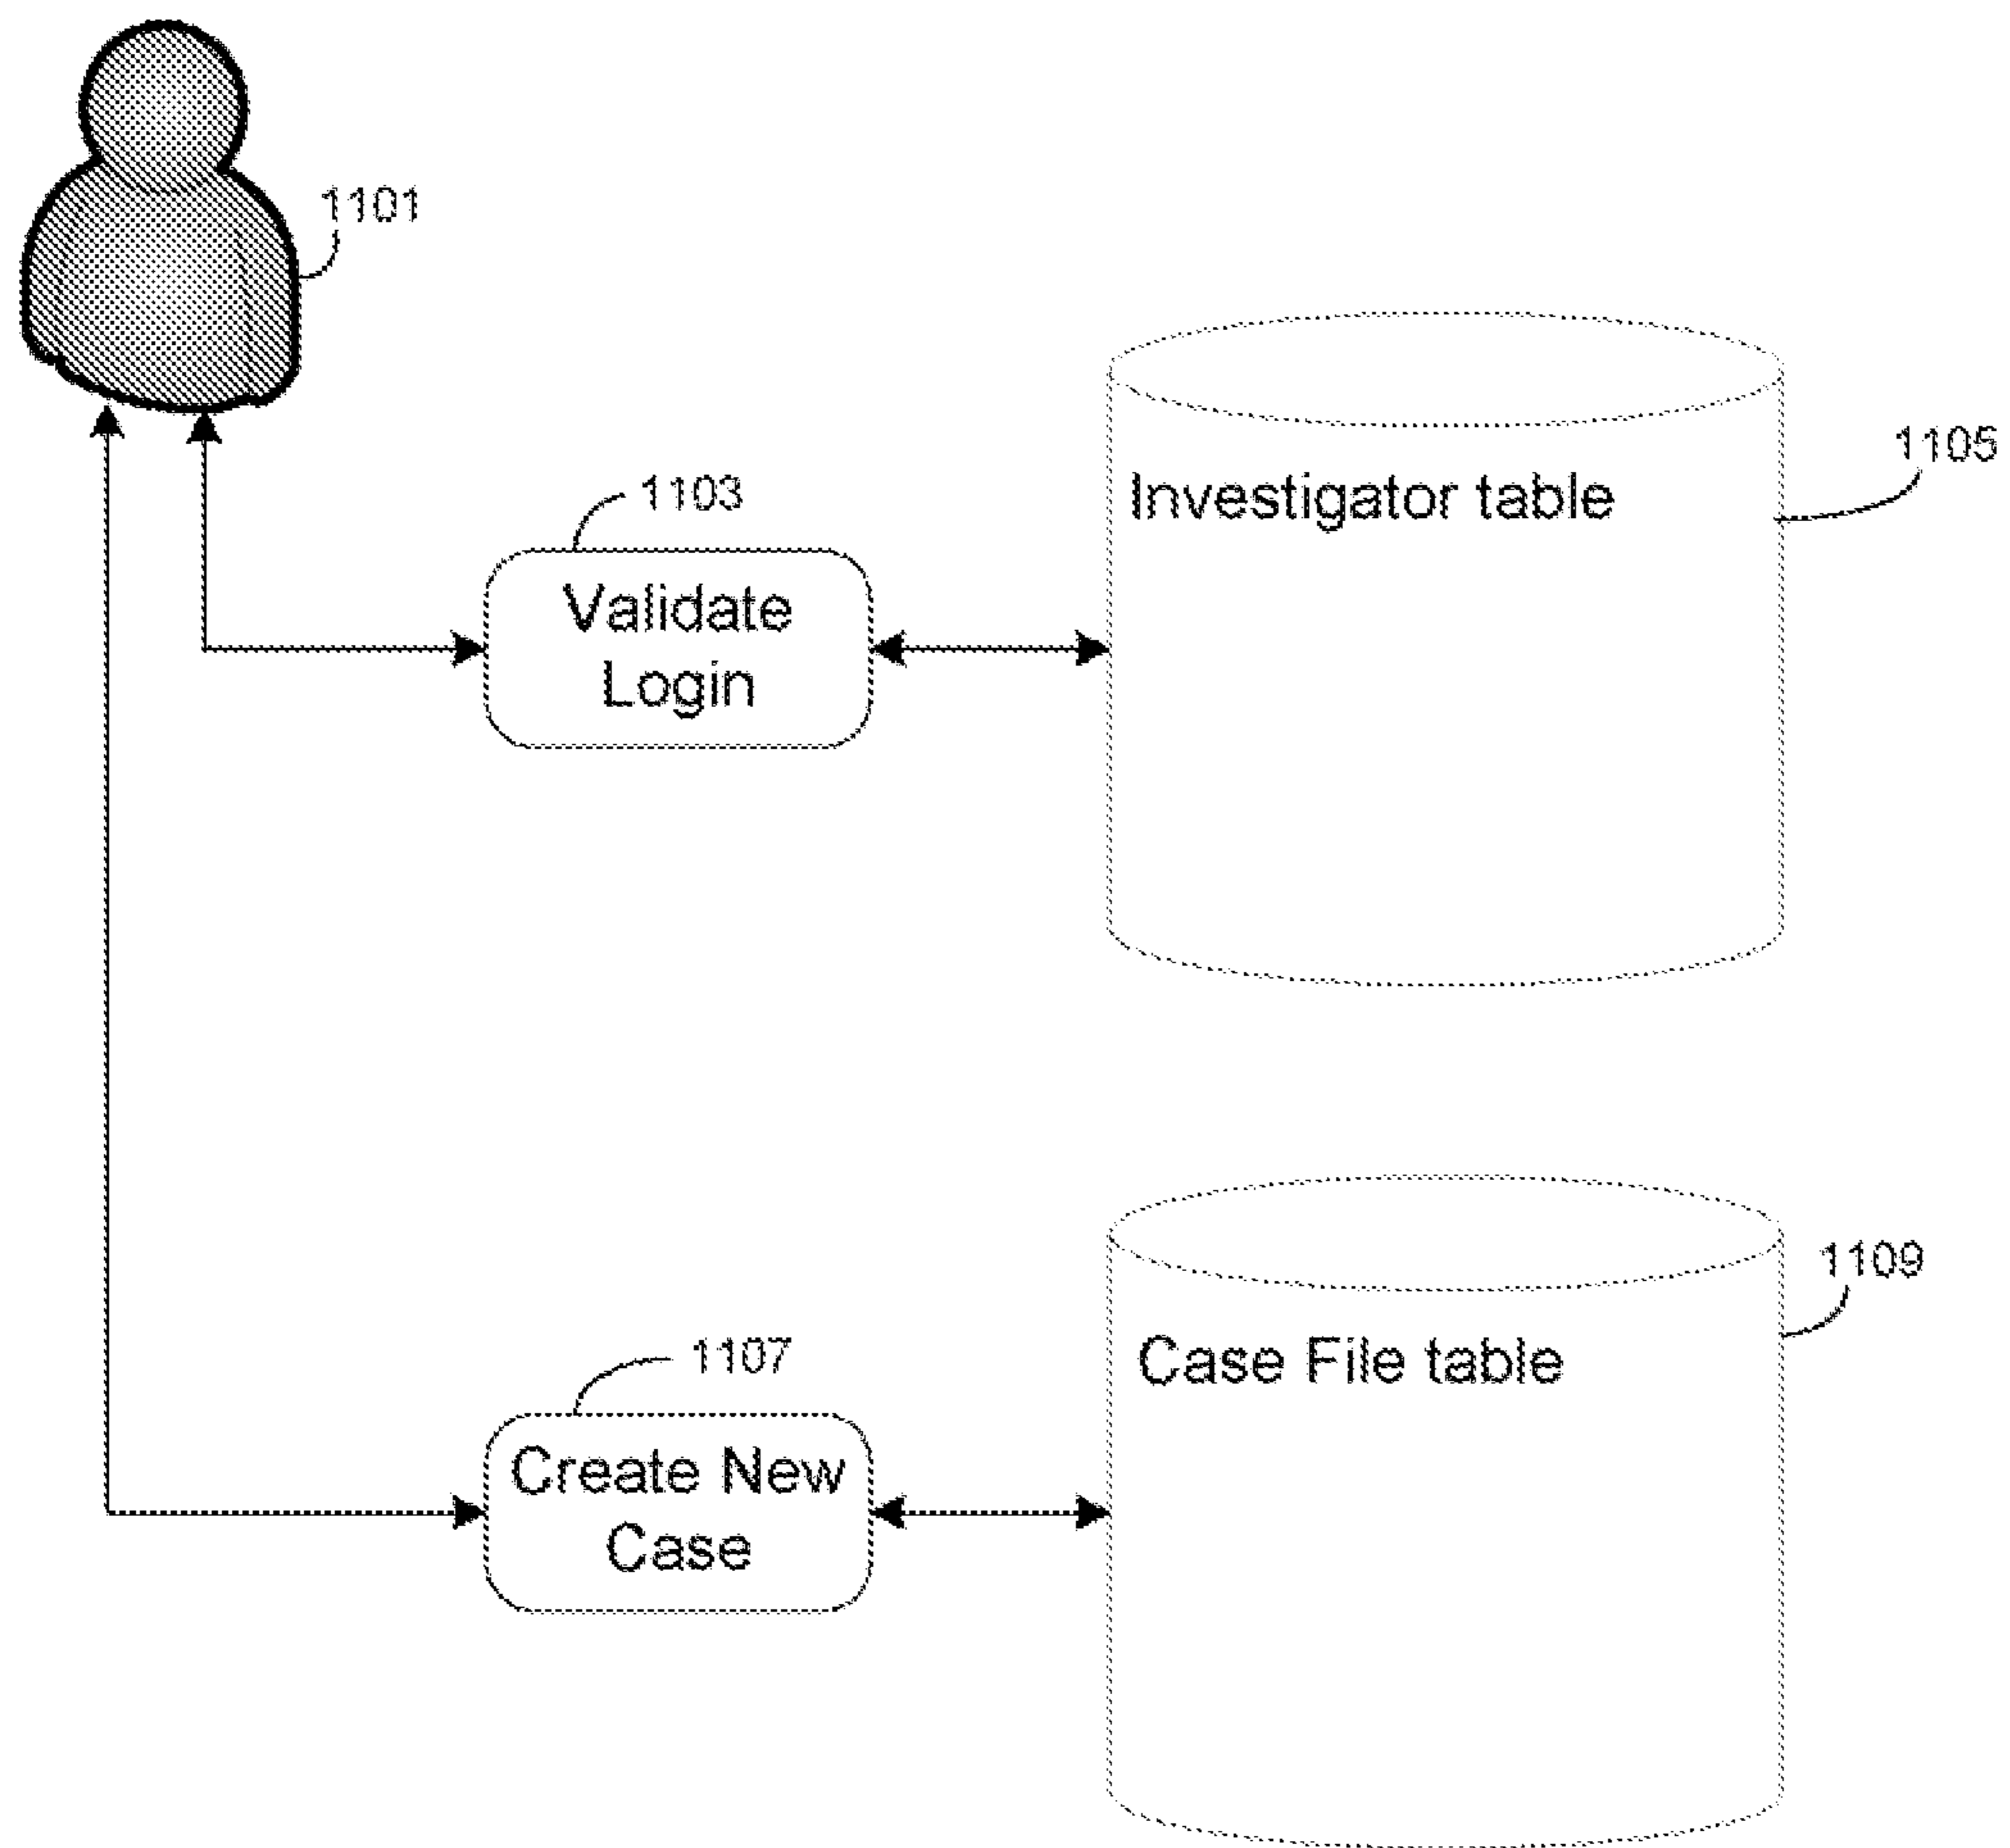 1101
1105
Investigator table
1103
Validate
Login
1109
Case File table
1107
Create New
Case